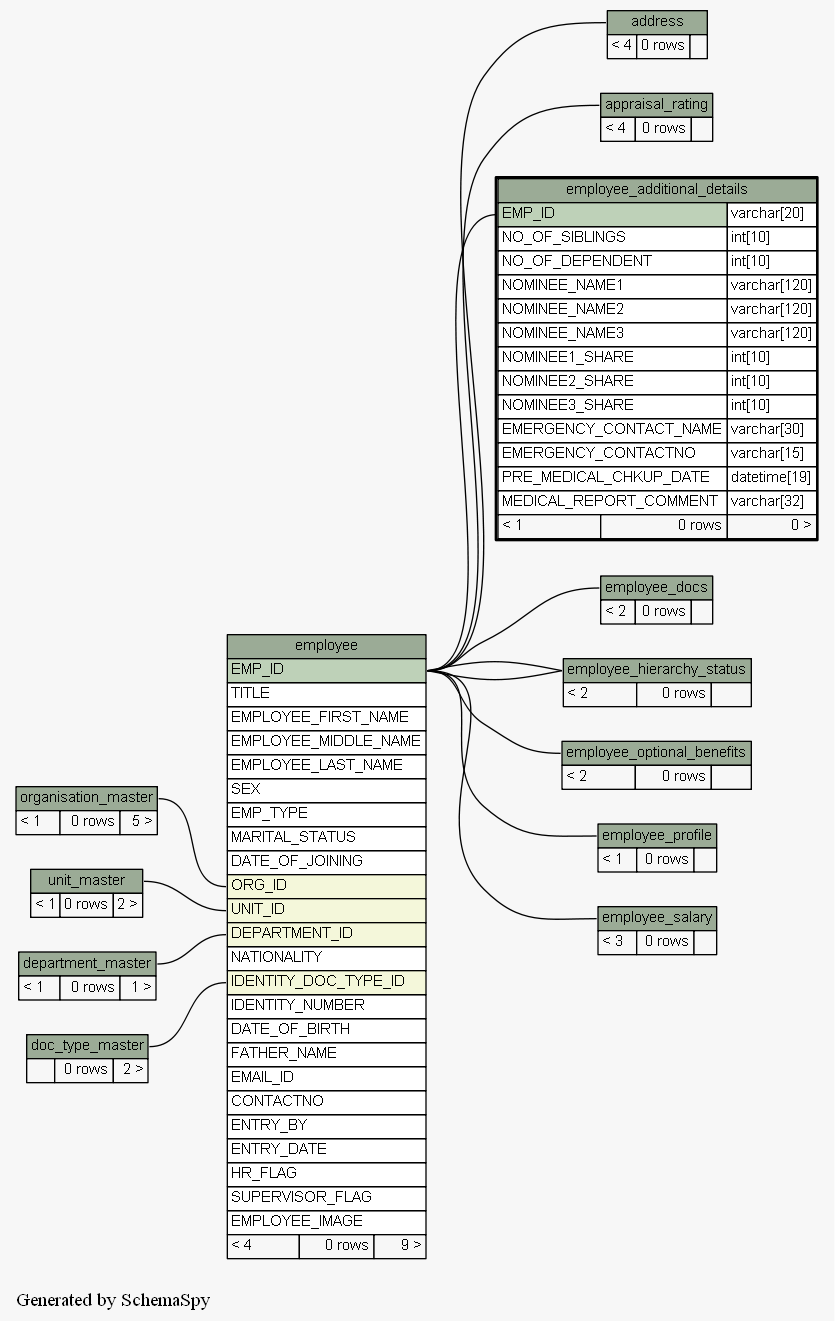 address
< 4 0 rows
appraisal_rating
< 4 0 rows
employee_additional_details
EMP_ID varchar[20]
NO_OF_SIBLINGS int[10]
NO_OF_DEPENDENT int[10]
NOMINEE_NAME1 varchar[120]
NOMINEE_NAME2 varchar[120]
NOMINEE_NAME3 varchar[120]
NOMINEE1_SHARE int[10]
NOMINEE2_SHARE int[10]
NOMINEE3_SHARE int[10]
EMERGENCY_CONTACT_NAME varchar[30]
EMERGENCY_CONTACTNO varchar[15]
PRE_MEDICAL_CHKUP_DATE datetime[19]
MEDICAL_REPORT_COMMENT varchar[32]
< 1 0 rows 0 >
employee_docs
< 2 0 rows
employee_hierarchy_status
< 2 0 rows
employee_optional_benefits
< 2 0 rows
employee_profile
< 1 0 rows
employee_salary
< 3 0 rows
employee
EMP_ID
TITLE
EMPLOYEE_FIRST_NAME
EMPLOYEE_MIDDLE_NAME
EMPLOYEE_LAST_NAME
SEX
EMP_TYPE
MARITAL_STATUS
DATE_OF_JOINING
ORG_ID
UNIT_ID
DEPARTMENT_ID
NATIONALITY
IDENTITY_DOC_TYPE_ID
IDENTITY_NUMBER
DATE_OF_BIRTH
FATHER_NAME
EMAIL_ID
CONTACTNO
ENTRY_BY
ENTRY_DATE
HR_FLAG
SUPERVISOR_FLAG
EMPLOYEE_IMAGE
< 4 0 rows 9 >
organisation_master
< 1 0 rows 5 >
unit_master
< 1 0 rows 2 >
department_master
< 1 0 rows 1 >
doc_type_master
0 rows 2 >
Generated by SchemaSpy